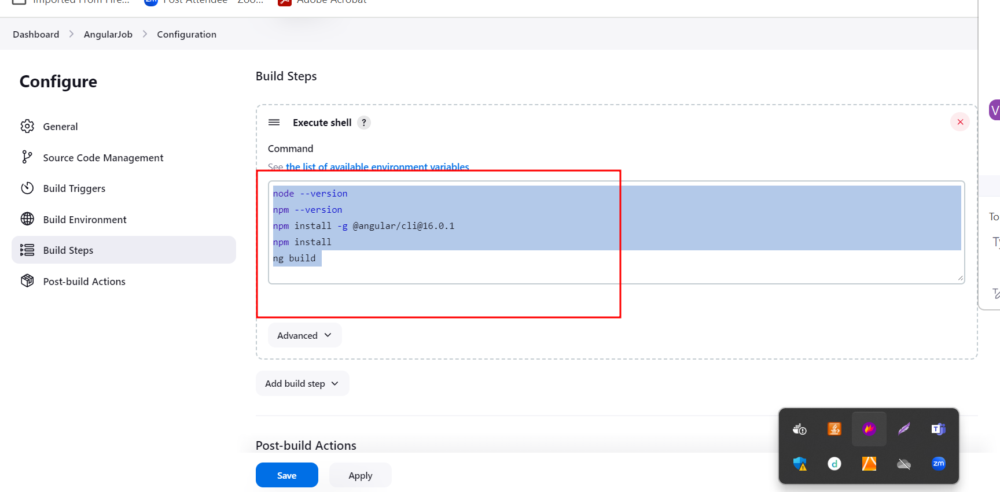 Imported From Fire...
Post Attendee - Zoo...
Adobe Acrobat
Dashboard > AngularJob > Configuration
Configure
General
Source Code Management
Build Triggers
Build Environment
Build Steps
Post-build Actions
Build Steps
Execute shell ?
Command
See the list of available environment variables
node --version
npm --version
npm install -g @angular/cli@16.0.1
npm install
ng build
Advanced
Add build step
Post-build Actions
Save
Apply
V
To
zm